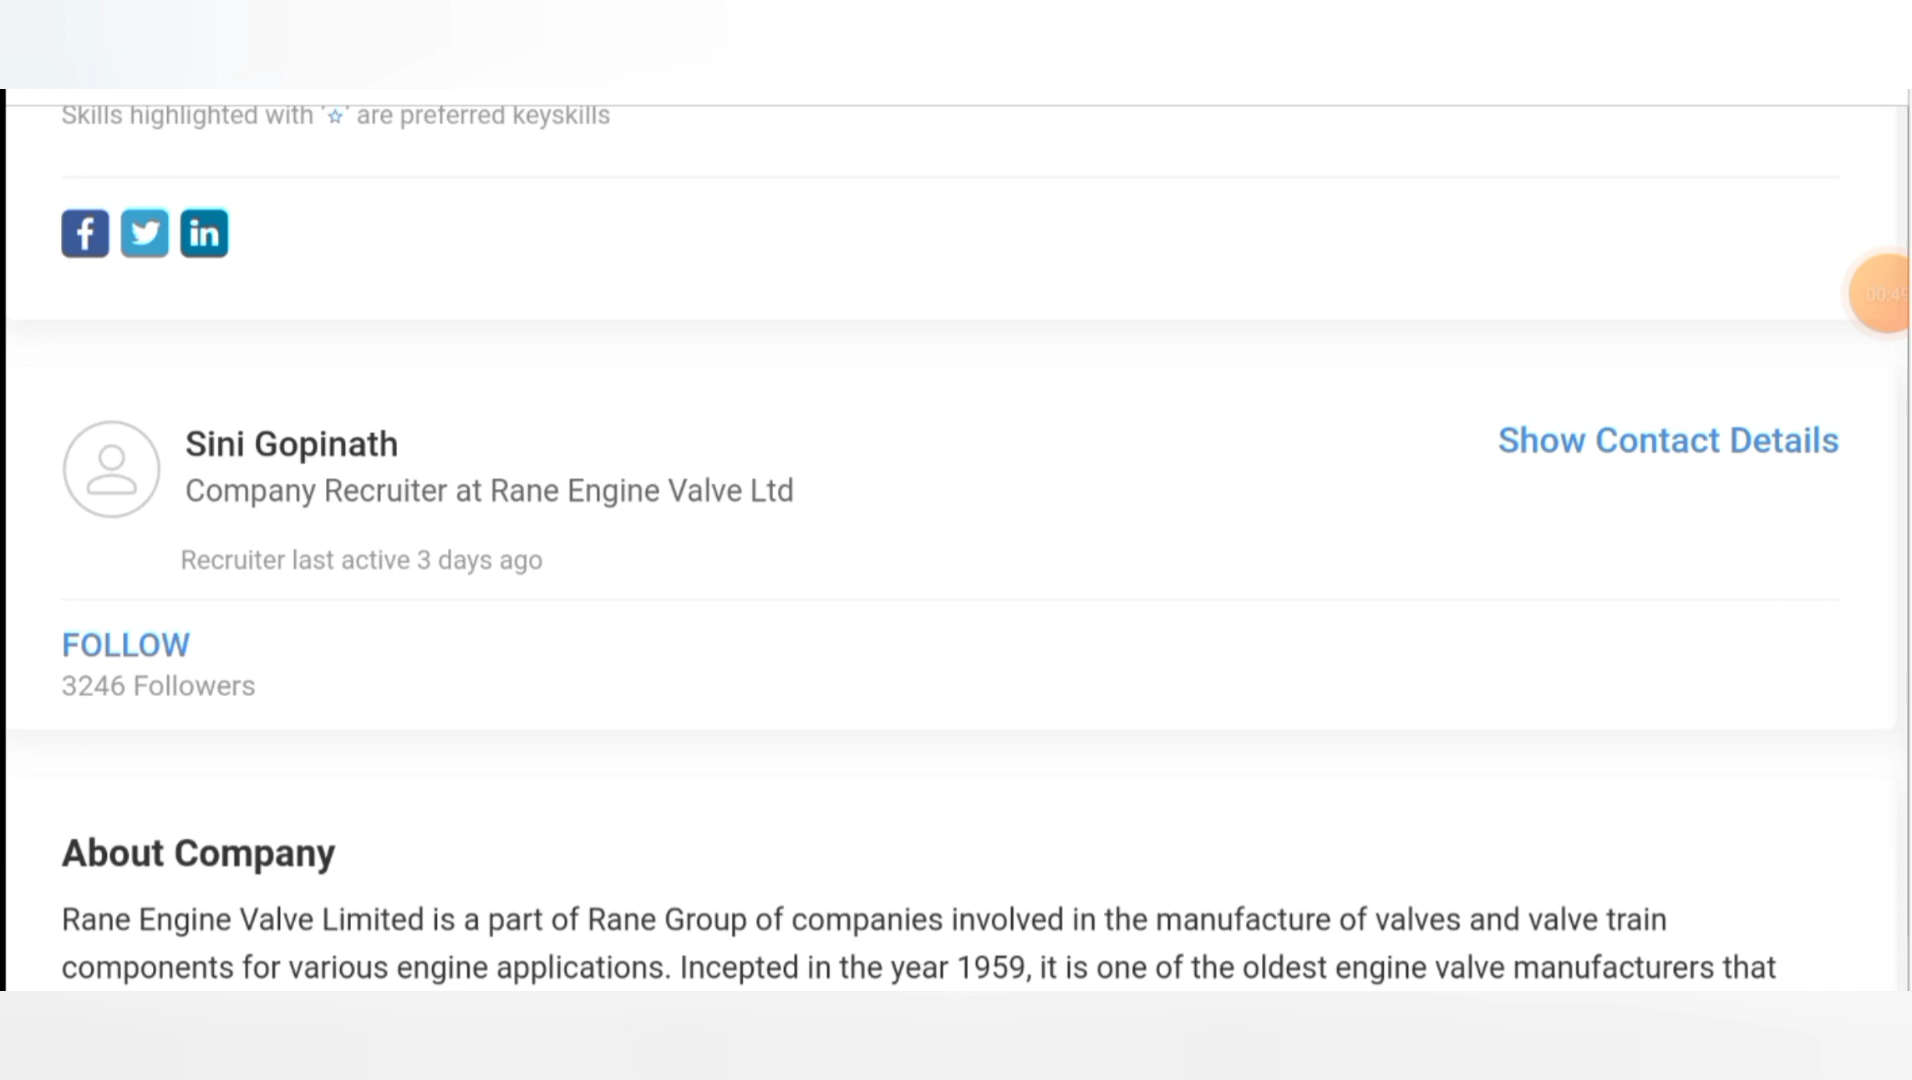 Skills highlighted with '☆' are preferred keyskills
f
in
Sini Gopinath
Show Contact Details
Company Recruiter at Rane Engine Valve Ltd
Recruiter last active 3 days ago
FOLLOW
3246 Followers
About Company
Rane Engine Valve Limited is a part of Rane Group of companies involved in the manufacture of valves and valve train
components for various engine applications. Incepted in the year 1959, it is one of the oldest engine valve manufacturers that